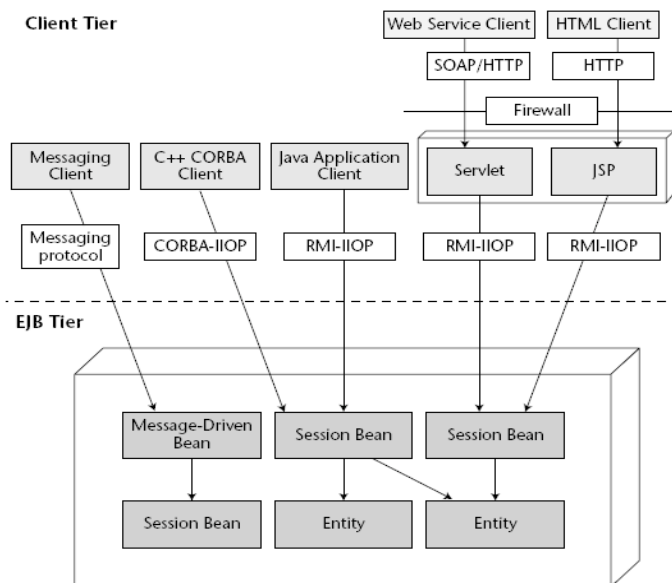 Client Tier
Web Service Client
HTML Client
SOAP/HTTP
HTTP
Firewall
Messaging
Client
C++ CORBA
Client
Java Application
Client
Servlet
JSP
Messaging
protocol
CORBA-IIOP
RMI-IIOP
RMI-IIOP
RMI-IIOP
EJB Tier
Message-Driven
Bean
Session Bean
Session Bean
Session Bean
Entity
Entity